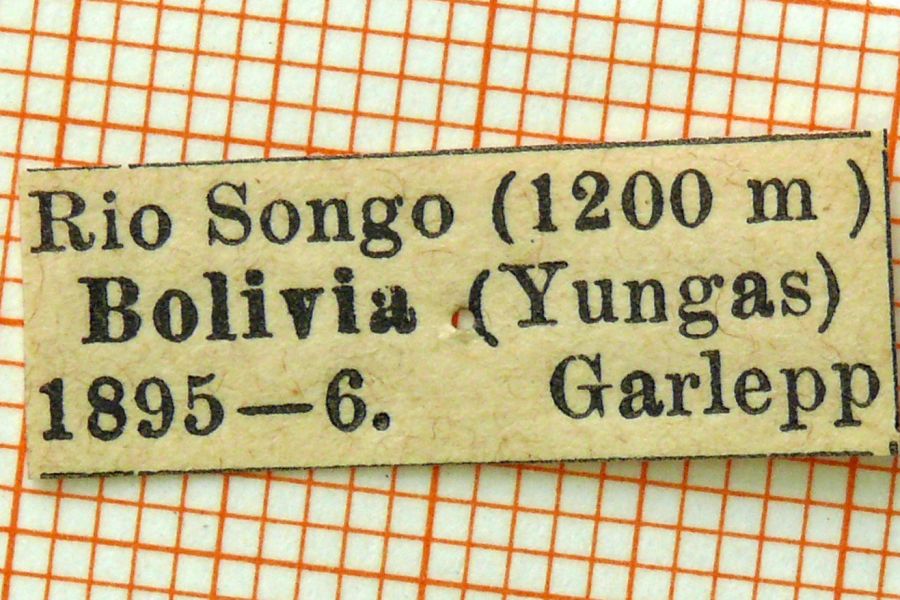 Rio Songo (1200 m )
Bolivia (Yungas)
1895—6. Garlepp